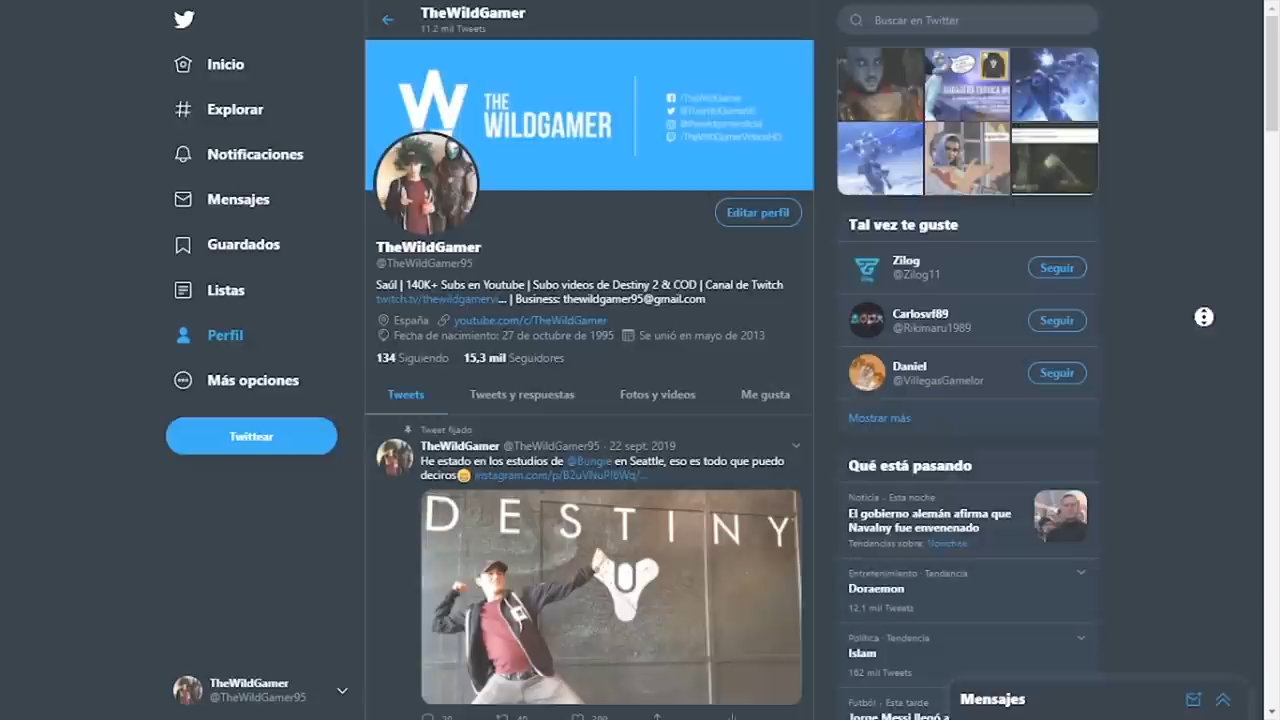 TheWildGamer
11.2 mil Tweets
Buscar en Twitter
Inicio
Explorar
Notificaciones
Mensajes
Guardados
Listas
Perfil
Más opciones
Twittear
TheWildGamer
@TheWildGamer95
W THE
WILDGAMER
/TheWildGamer
@TheWildGamer95
/TheWildGamerVideosHD
Editar perfil
TheWildGamer
@TheWildGamer95
Saúl | 140K+ Subs en Youtube | Subo videos de Destiny 2 & COD | Canal de Twitch
twitch.tv/thewildgamervi... | Business: thewildgamer95@gmail.com
España youtube.com/c/TheWildGamer
Fecha de nacimiento: 27 de octubre de 1995 Se unió en mayo de 2013
134 Siguiendo 15,3 mil Seguidores
Tweets Tweets y respuestas Fotos y videos Me gusta
Tweet fijado
TheWildGamer @TheWildGamer95 · 22 sept. 2019
He estado en los estudios de @Bungie en Seattle, eso es todo que puedo
deciros
DESTINY
Tal vez te guste
Zilog
@Zilog11
Seguir
Carlosvf89
@Rikimaru1989
Seguir
Daniel
@VillegasGamelor
Seguir
Mostrar más
Qué está pasando
Noticia · Esta noche
El gobierno alemán afirma que
Navalny fue envenenado
Tendencias sobre:
Entretenimiento · Tendencia
Doraemon
12.1 mil Tweets
Política · Tendencia
Islam
162 mil Tweets
Futból · Esta tarde
Jorge Messi llegó a
Mensajes